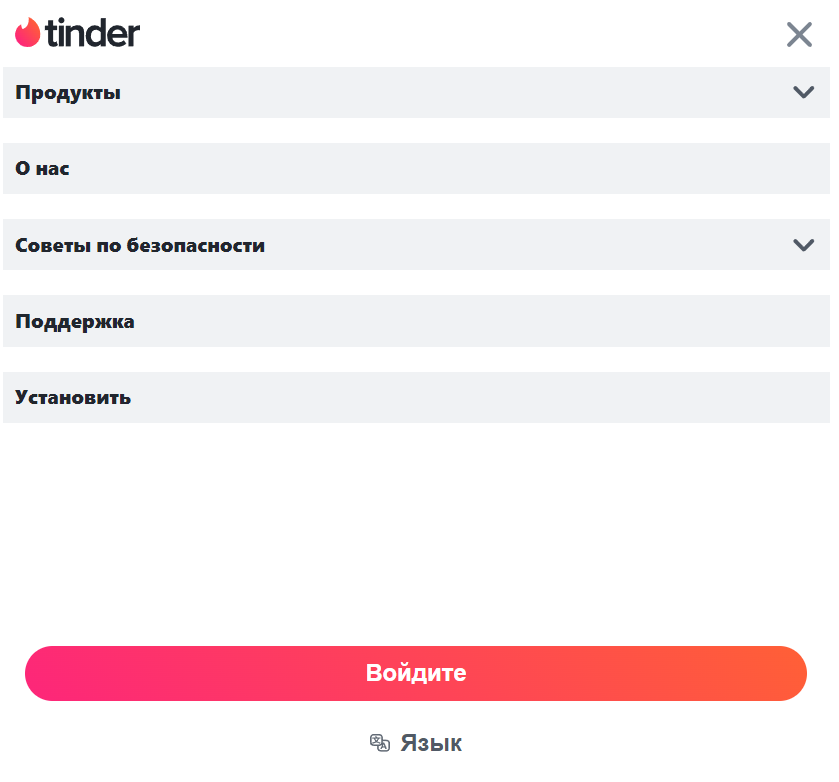 tinder
Продукты
О нас
Советы по безопасности
Поддержка
Установить
Войдите
Язык